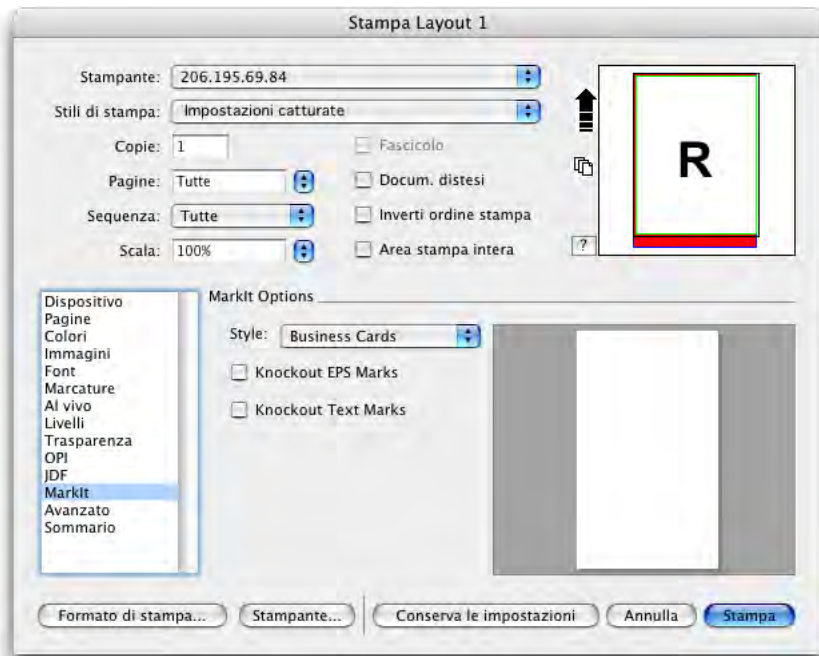 Stampa Layout 1
Stampante: 206.195.69.84
Stili di stampa: Impostazioni catturate
Copie: 1
Fascicolo
Pagine: Tutte
Docum. distesi
Sequenza: Tutte
Inverti ordine stampa
Scala: 100%
Area stampa intera
R
?
Dispositivo
Pagine
Colori
Immagini
Font
Marcature
Al vivo
Livelli
Trasparenza
OPI
JDF
MarkIt
Avanzato
Sommario
MarkIt Options
Style: Business Cards
Knockout EPS Marks
Knockout Text Marks
Formato di stampa...
Stampante...
Conserva le impostazioni
Annulla
Stampa